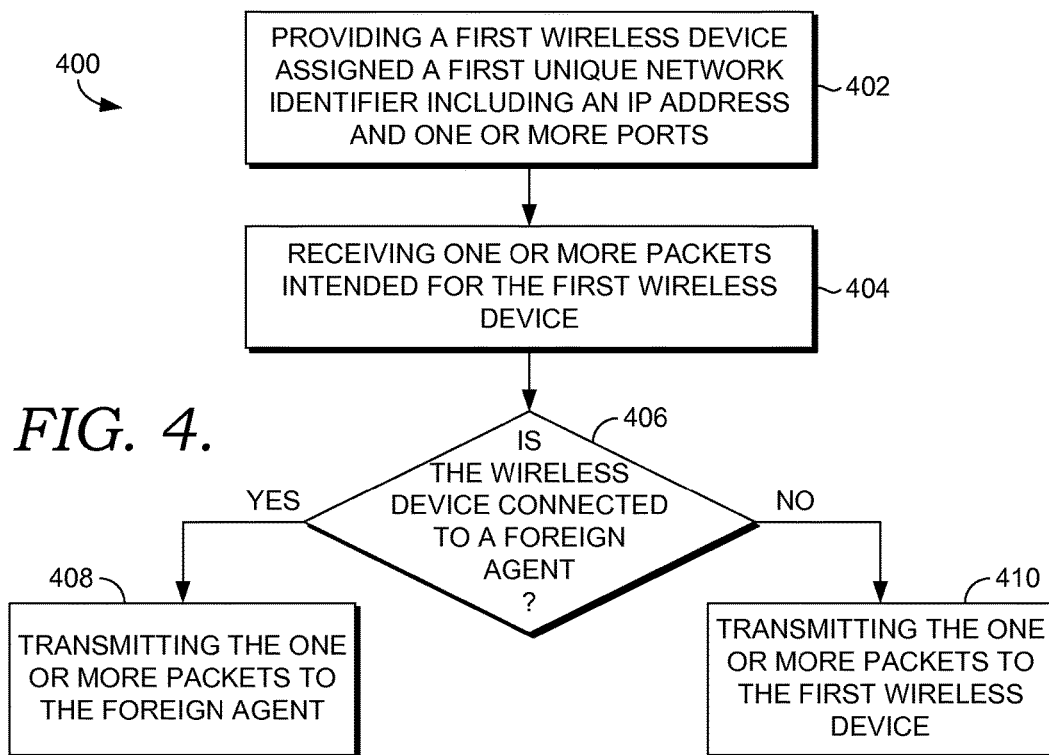 400
PROVIDING A FIRST WIRELESS DEVICE
ASSIGNED A FIRST UNIQUE NETWORK
IDENTIFIER INCLUDING AN IP ADDRESS
AND ONE OR MORE PORTS
402
RECEIVING ONE OR MORE PACKETS
INTENDED FOR THE FIRST WIRELESS
DEVICE
404
FIG. 4.
406
IS
THE WIRELESS
DEVICE CONNECTED
TO A FOREIGN
AGENT
?
YES
NO
408
TRANSMITTING THE ONE
OR MORE PACKETS TO
THE FOREIGN AGENT
410
TRANSMITTING THE ONE
OR MORE PACKETS TO
THE FIRST WIRELESS
DEVICE